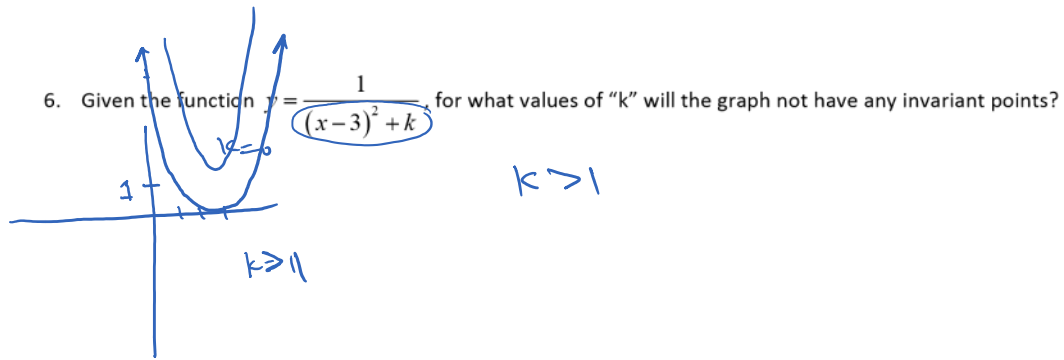 6. Given the function y = 1/((x−3)² + k), for what values of "k" will the graph not have any invariant points?
k=0
k>1
1